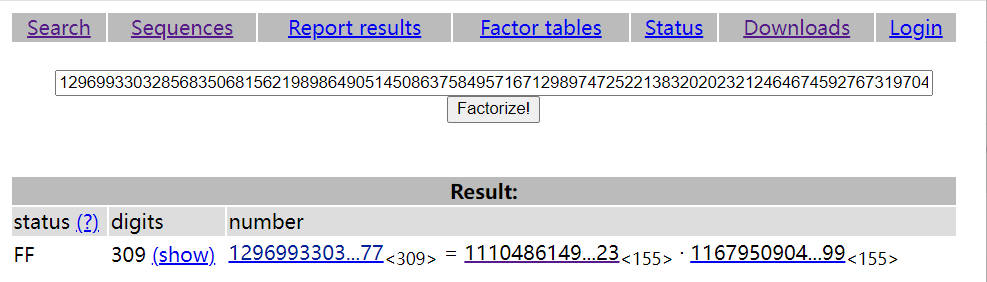 Search Sequences Report results Factor tables Status Downloads Login
1296993303285683506815621989864905145086375849571671298974725221383202023212464674592767319704
Factorize!
Result:
status (?) digits number
FF 309 (show) 1296993303...77<309> = 1110486149...23<155> · 1167950904...99<155>